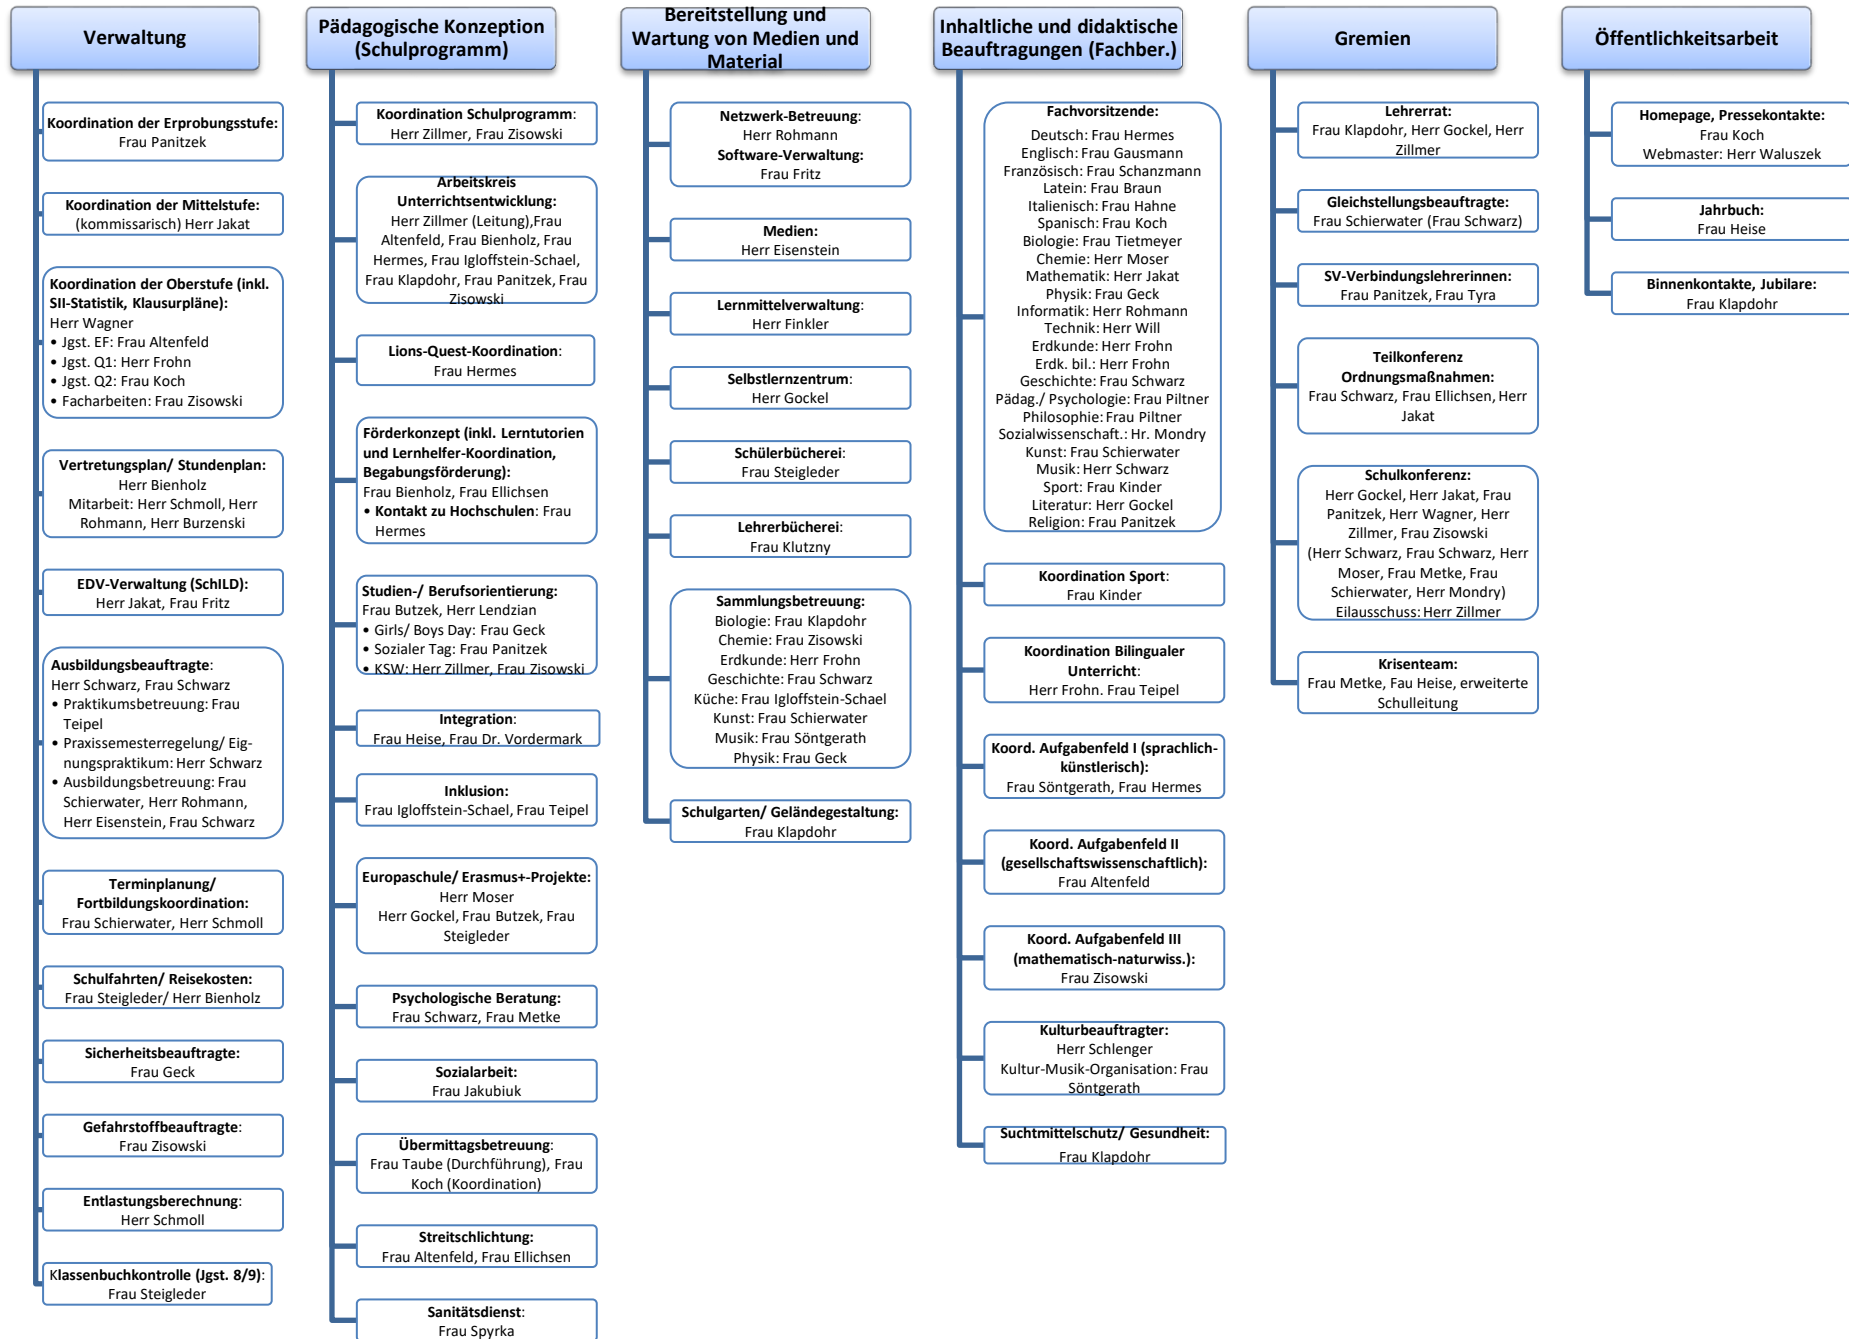 Verwaltung
Koordination der Erprobungsstufe:
Frau Panitzek
Koordination der Mittelstufe:
(kommissarisch) Herr Jakat
Koordination der Oberstufe (inkl.
SII-Statistik, Klausurpläne):
Herr Wagner
• Jgst. EF: Frau Altenfeld
• Jgst. Q1: Herr Frohn
• Jgst. Q2: Frau Koch
• Facharbeiten: Frau Zisowski
Vertretungsplan/ Stundenplan:
Herr Bienholz
Mitarbeit: Herr Schmoll, Herr
Rohmann, Herr Burzenski
EDV-Verwaltung (SchILD):
Herr Jakat, Frau Fritz
Ausbildungsbeauftragte:
Herr Schwarz, Frau Schwarz
• Praktikumsbetreuung: Frau
Teipel
• Praxissemesterregelung/ Eig-
nungspraktikum: Herr Schwarz
• Ausbildungsbetreuung: Frau
Schierwater, Herr Rohmann,
Herr Eisenstein, Frau Schwarz
Terminplanung/
Fortbildungskoordination:
Frau Schierwater, Herr Schmoll
Schulfahrten/ Reisekosten:
Frau Steigleder/ Herr Bienholz
Sicherheitsbeauftragte:
Frau Geck
Gefahrstoffbeauftragte:
Frau Zisowski
Entlastungsberechnung:
Herr Schmoll
Klassenbuchkontrolle (Jgst. 8/9):
Frau Steigleder
Pädagogische Konzeption
(Schulprogramm)
Koordination Schulprogramm:
Herr Zillmer, Frau Zisowski
Arbeitskreis
Unterrichtsentwicklung:
Herr Zillmer (Leitung),Frau
Altenfeld, Frau Bienholz, Frau
Hermes, Frau Igloffstein-Schael,
Frau Klapdohr, Frau Panitzek, Frau
Zisowski
Lions-Quest-Koordination:
Frau Hermes
Förderkonzept (inkl. Lerntutorien
und Lernhelfer-Koordination,
Begabungsförderung):
Frau Bienholz, Frau Ellichsen
• Kontakt zu Hochschulen: Frau
Hermes
Studien-/ Berufsorientierung:
Frau Butzek, Herr Lendzian
• Girls/ Boys Day: Frau Geck
• Sozialer Tag: Frau Panitzek
• KSW: Herr Zillmer, Frau Zisowski
Integration:
Frau Heise, Frau Dr. Vordermark
Inklusion:
Frau Igloffstein-Schael, Frau Teipel
Europaschule/ Erasmus+-Projekte:
Herr Moser
Herr Gockel, Frau Butzek, Frau
Steigleder
Psychologische Beratung:
Frau Schwarz, Frau Metke
Sozialarbeit:
Frau Jakubiuk
Übermittagsbetreuung:
Frau Taube (Durchführung), Frau
Koch (Koordination)
Streitschlichtung:
Frau Altenfeld, Frau Ellichsen
Sanitätsdienst:
Frau Spyrka
Bereitstellung und
Wartung von Medien und
Material
Netzwerk-Betreuung:
Herr Rohmann
Software-Verwaltung:
Frau Fritz
Medien:
Herr Eisenstein
Lernmittelverwaltung:
Herr Finkler
Selbstlernzentrum:
Herr Gockel
Schülerbücherei:
Frau Steigleder
Lehrerbücherei:
Frau Klutzny
Sammlungsbetreuung:
Biologie: Frau Klapdohr
Chemie: Frau Zisowski
Erdkunde: Herr Frohn
Geschichte: Frau Schwarz
Küche: Frau Igloffstein-Schael
Kunst: Frau Schierwater
Musik: Frau Söntgerath
Physik: Frau Geck
Schulgarten/ Geländegestaltung:
Frau Klapdohr
Inhaltliche und didaktische
Beauftragungen (Fachber.)
Fachvorsitzende:
Deutsch: Frau Hermes
Englisch: Frau Gausmann
Französisch: Frau Schanzmann
Latein: Frau Braun
Italienisch: Frau Hahne
Spanisch: Frau Koch
Biologie: Frau Tietmeyer
Chemie: Herr Moser
Mathematik: Herr Jakat
Physik: Frau Geck
Informatik: Herr Rohmann
Technik: Herr Will
Erdkunde: Herr Frohn
Erdk. bil.: Herr Frohn
Geschichte: Frau Schwarz
Pädag./ Psychologie: Frau Piltner
Philosophie: Frau Piltner
Sozialwissenschaft.: Hr. Mondry
Kunst: Frau Schierwater
Musik: Herr Schwarz
Sport: Frau Kinder
Literatur: Herr Gockel
Religion: Frau Panitzek
Koordination Sport:
Frau Kinder
Koordination Bilingualer
Unterricht:
Herr Frohn. Frau Teipel
Koord. Aufgabenfeld I (sprachlich-
künstlerisch):
Frau Söntgerath, Frau Hermes
Koord. Aufgabenfeld II
(gesellschaftswissenschaftlich):
Frau Altenfeld
Koord. Aufgabenfeld III
(mathematisch-naturwiss.):
Frau Zisowski
Kulturbeauftragter:
Herr Schlenger
Kultur-Musik-Organisation: Frau
Söntgerath
Suchtmittelschutz/ Gesundheit:
Frau Klapdohr
Gremien
Lehrerrat:
Frau Klapdohr, Herr Gockel, Herr
Zillmer
Gleichstellungsbeauftragte:
Frau Schierwater (Frau Schwarz)
SV-Verbindungslehrerinnen:
Frau Panitzek, Frau Tyra
Teilkonferenz
Ordnungsmaßnahmen:
Frau Schwarz, Frau Ellichsen, Herr
Jakat
Schulkonferenz:
Herr Gockel, Herr Jakat, Frau
Panitzek, Herr Wagner, Herr
Zillmer, Frau Zisowski
(Herr Schwarz, Frau Schwarz, Herr
Moser, Frau Metke, Frau
Schierwater, Herr Mondry)
Eilausschuss: Herr Zillmer
Krisenteam:
Frau Metke, Fau Heise, erweiterte
Schulleitung
Öffentlichkeitsarbeit
Homepage, Pressekontakte:
Frau Koch
Webmaster: Herr Waluszek
Jahrbuch:
Frau Heise
Binnenkontakte, Jubilare:
Frau Klapdohr